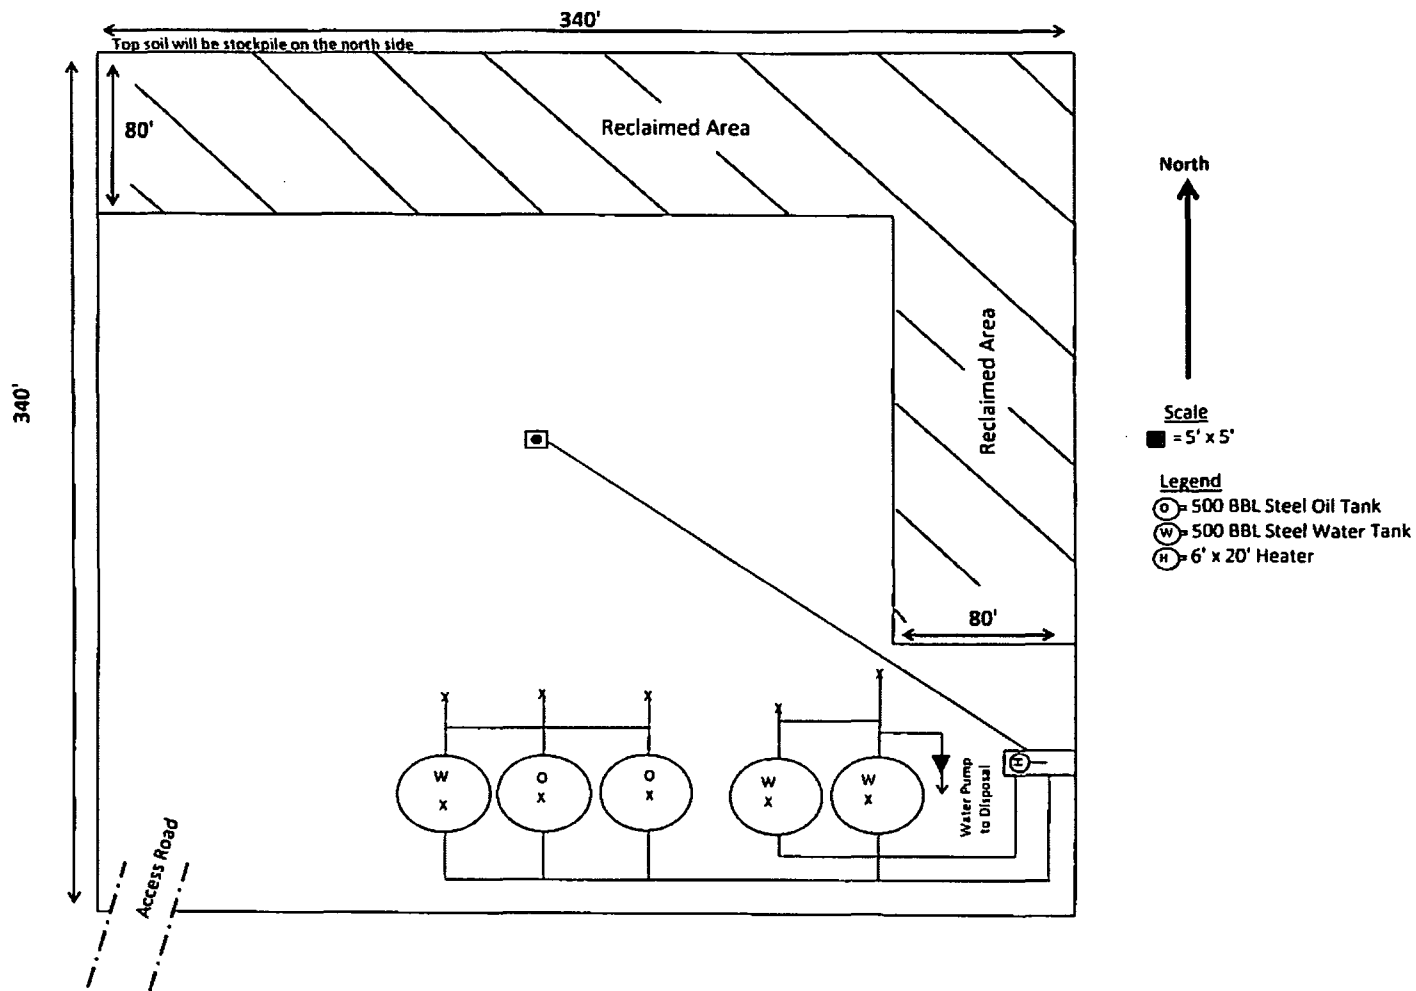 340'
Top soil will be stockpile on the north side
80'
Reclaimed Area
North
340'
Reclaimed Area
Scale
= 5' x 5'
Legend
O = 500 BBL Steel Oil Tank
W = 500 BBL Steel Water Tank
H = 6' x 20' Heater
80'
x
x
x
x
x
W
x
O
x
O
x
W
x
W
x
Water Pump
to Disposal
H
Access Road